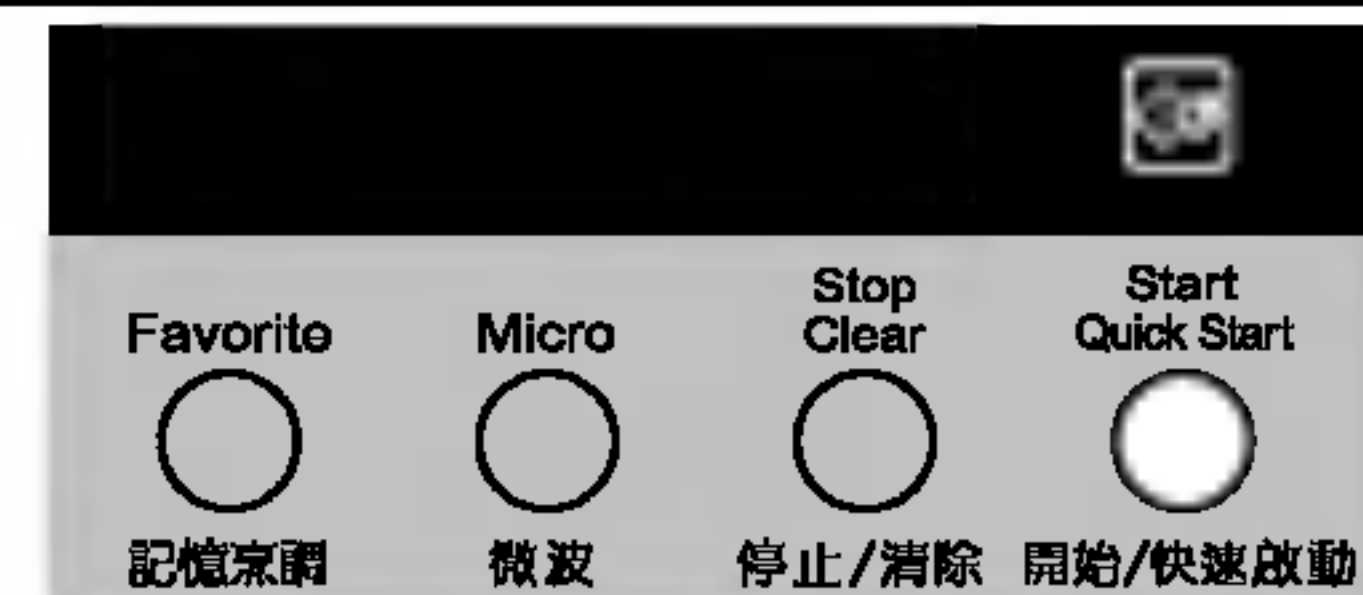 Favorite
Micro
Stop
Clear
Start
Quick Start
記憶烹調
微波
停止/清除
開始/快速啟動